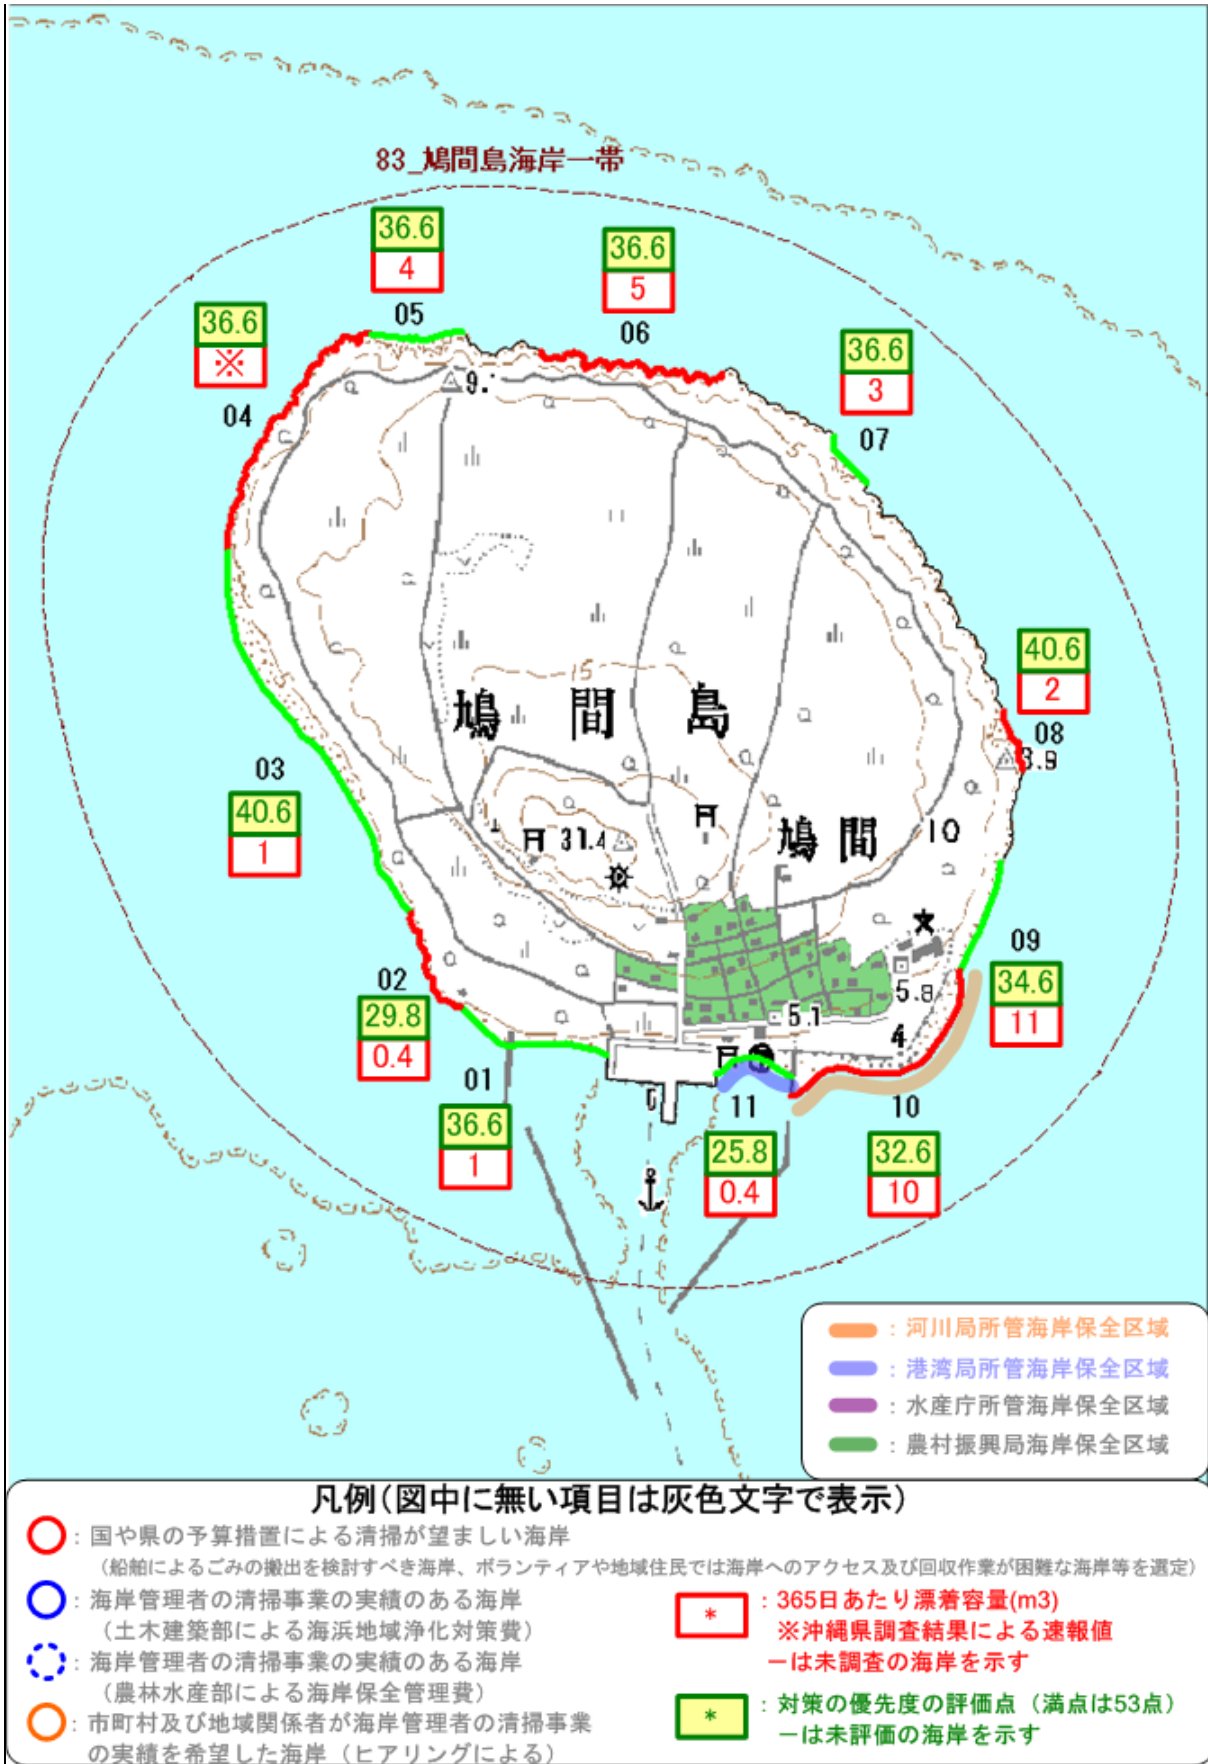 83_鳩間島海岸一帯
36.6
4
05
36.6
5
06
36.6
※
04
36.6
3
07
9.
5
40.6
2
08
3.9
15
5
鳩間島
03
40.6
1
31.4
鳩間
10
02
29.8
0.4
09
34.6
11
5.8
5.1
4
01
36.6
1
11
25.8
0.4
10
32.6
10
:河川局所管海岸保全区域
:港湾局所管海岸保全区域
:水産庁所管海岸保全区域
:農村振興局海岸保全区域
凡例(図中に無い項目は灰色文字で表示)
:国や県の予算措置による清掃が望ましい海岸
(船舶によるごみの搬出を検討すべき海岸、ボランティアや地域住民では海岸へのアクセス及び回収作業が困難な海岸等を選定)
:海岸管理者の清掃事業の実績のある海岸
(土木建築部による海浜地域浄化対策費)
:海岸管理者の清掃事業の実績のある海岸
(農林水産部による海岸保全管理費)
:市町村及び地域関係者が海岸管理者の清掃事業
の実績を希望した海岸(ヒアリングによる)
*
:365日あたり漂着容量(m3)
※沖縄県調査結果による速報値
ーは未調査の海岸を示す
*
:対策の優先度の評価点(満点は53点)
ーは未評価の海岸を示す